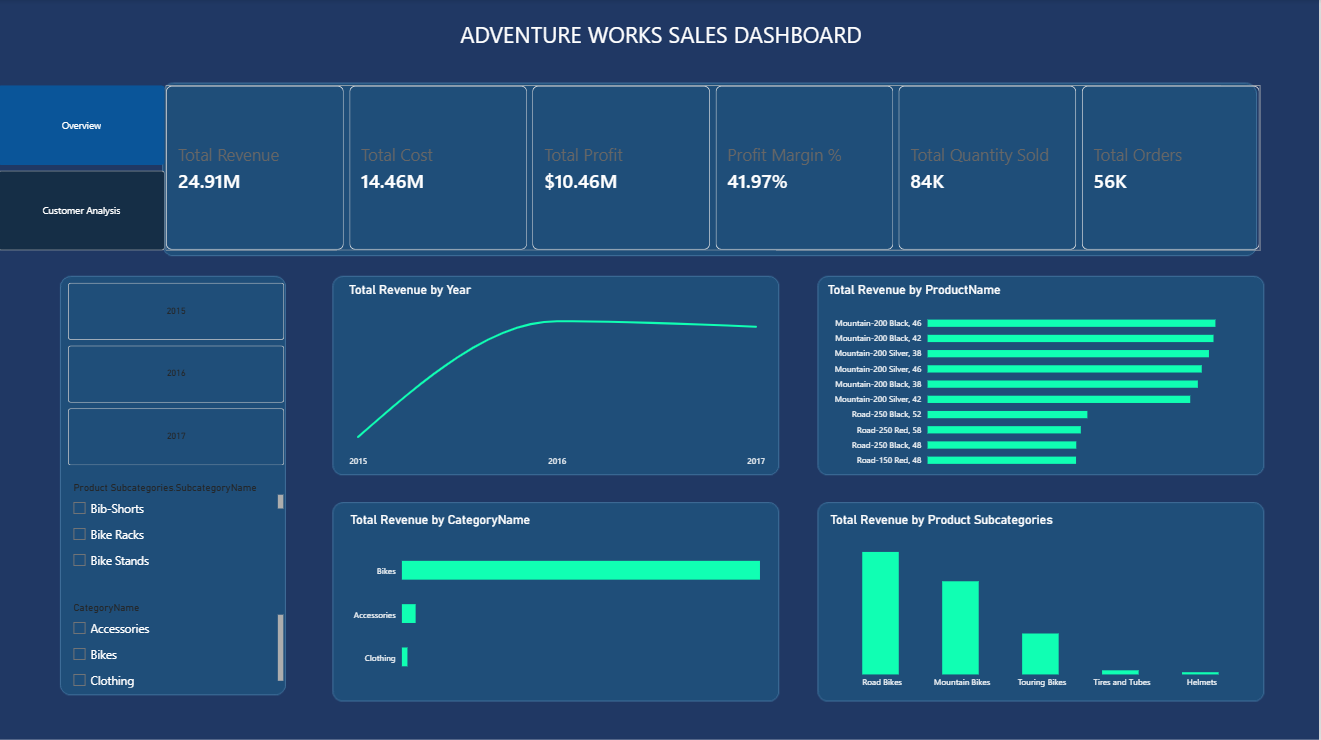 ADVENTURE WORKS SALES DASHBOARD
Overview
Customer Analysis
Total Revenue
24.91M
Total Cost
14.46M
Total Profit
$10.46M
Profit Margin %
41.97%
Total Quantity Sold
84K
Total Orders
56K
2015
2016
2017
Product Subcategories.SubcategoryName
Bib-Shorts
Bike Racks
Bike Stands
CategoryName
Accessories
Bikes
Clothing
Total Revenue by Year
2015
2016
2017
Total Revenue by ProductName
Mountain-200 Black, 46
Mountain-200 Black, 42
Mountain-200 Silver, 38
Mountain-200 Silver, 46
Mountain-200 Black, 38
Mountain-200 Silver, 42
Road-250 Black, 52
Road-250 Red, 58
Road-250 Black, 48
Road-150 Red, 48
Total Revenue by CategoryName
Bikes
Accessories
Clothing
Total Revenue by Product Subcategories
Road Bikes
Mountain Bikes
Touring Bikes
Tires and Tubes
Helmets